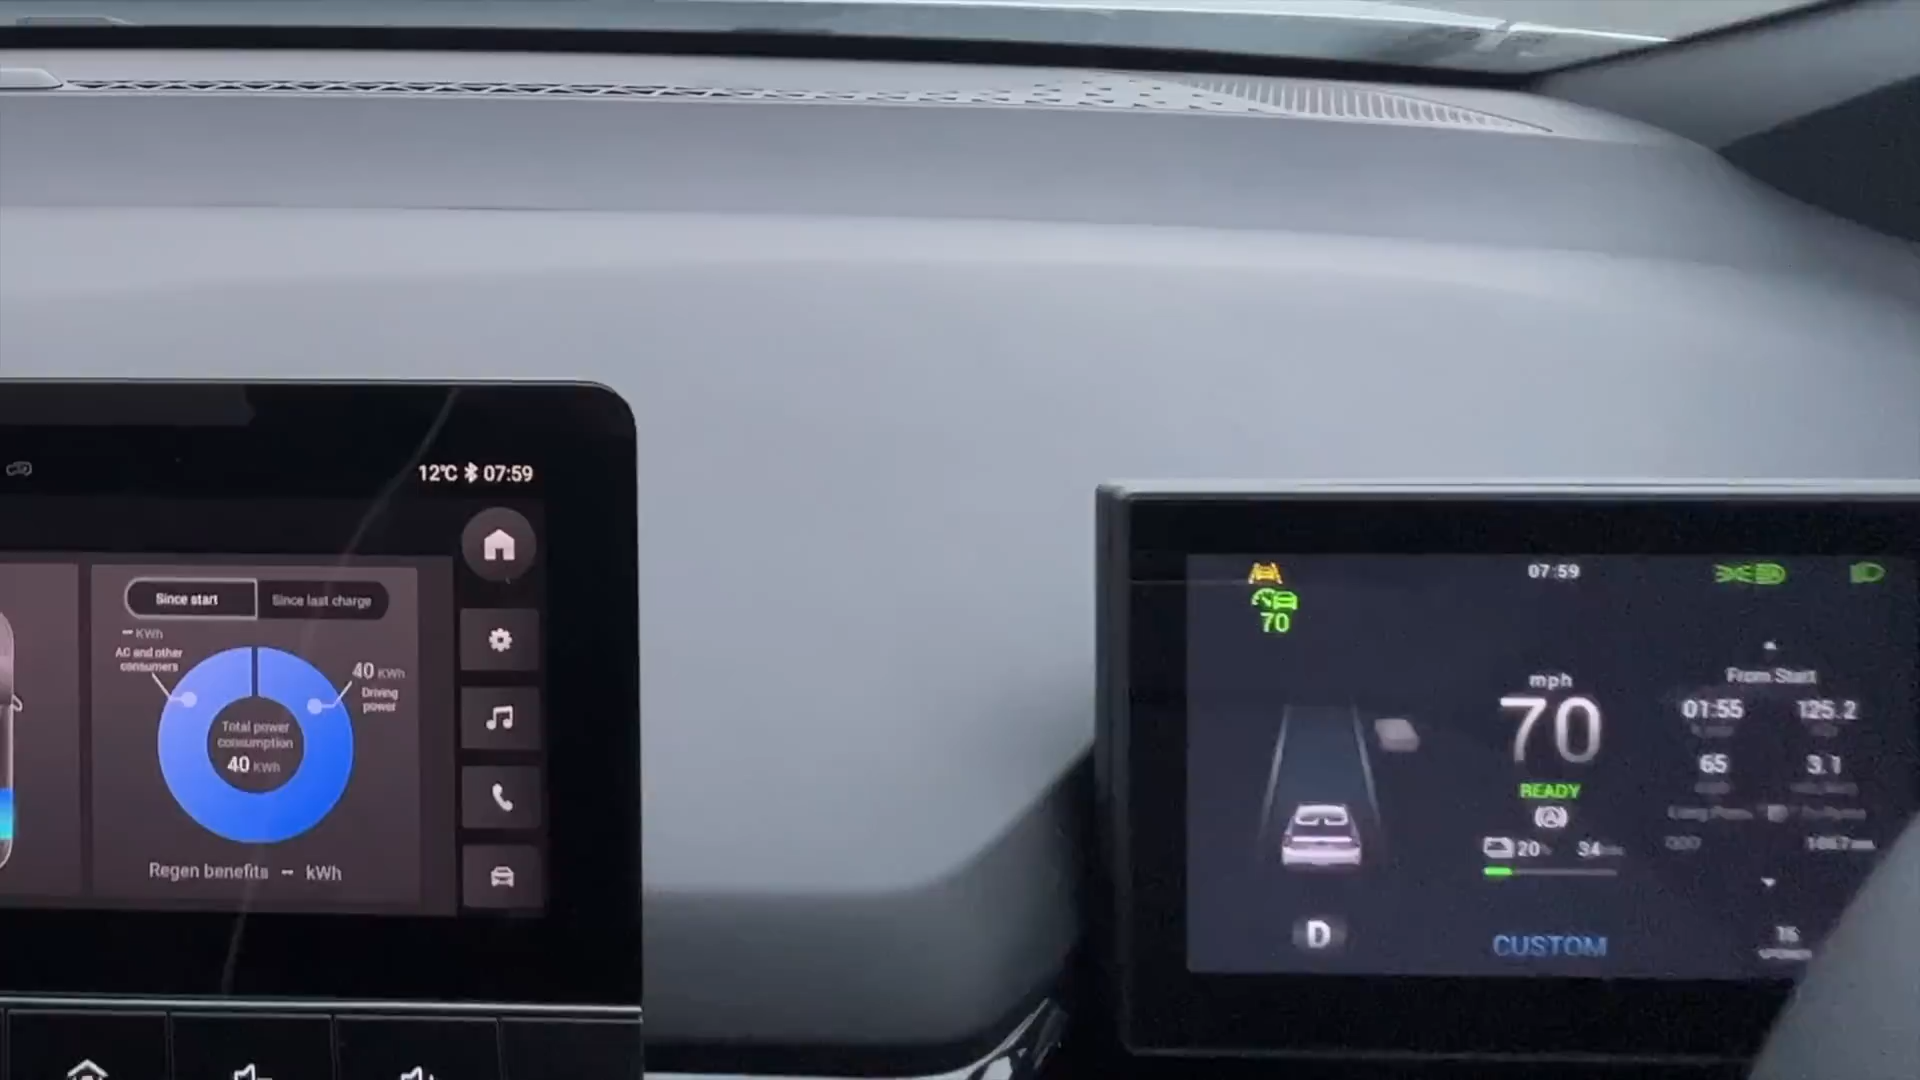 12°C 07:59
Since start
Since last charge
– KWh
AC and other
consumers
40 KWh
Driving
power
Total power
consumption
40 KWh
Regen benefits – kWh
07:59
70
mph
70
READY
20%
34
D
CUSTOM
From Start
01:55
125.2
65
3.1